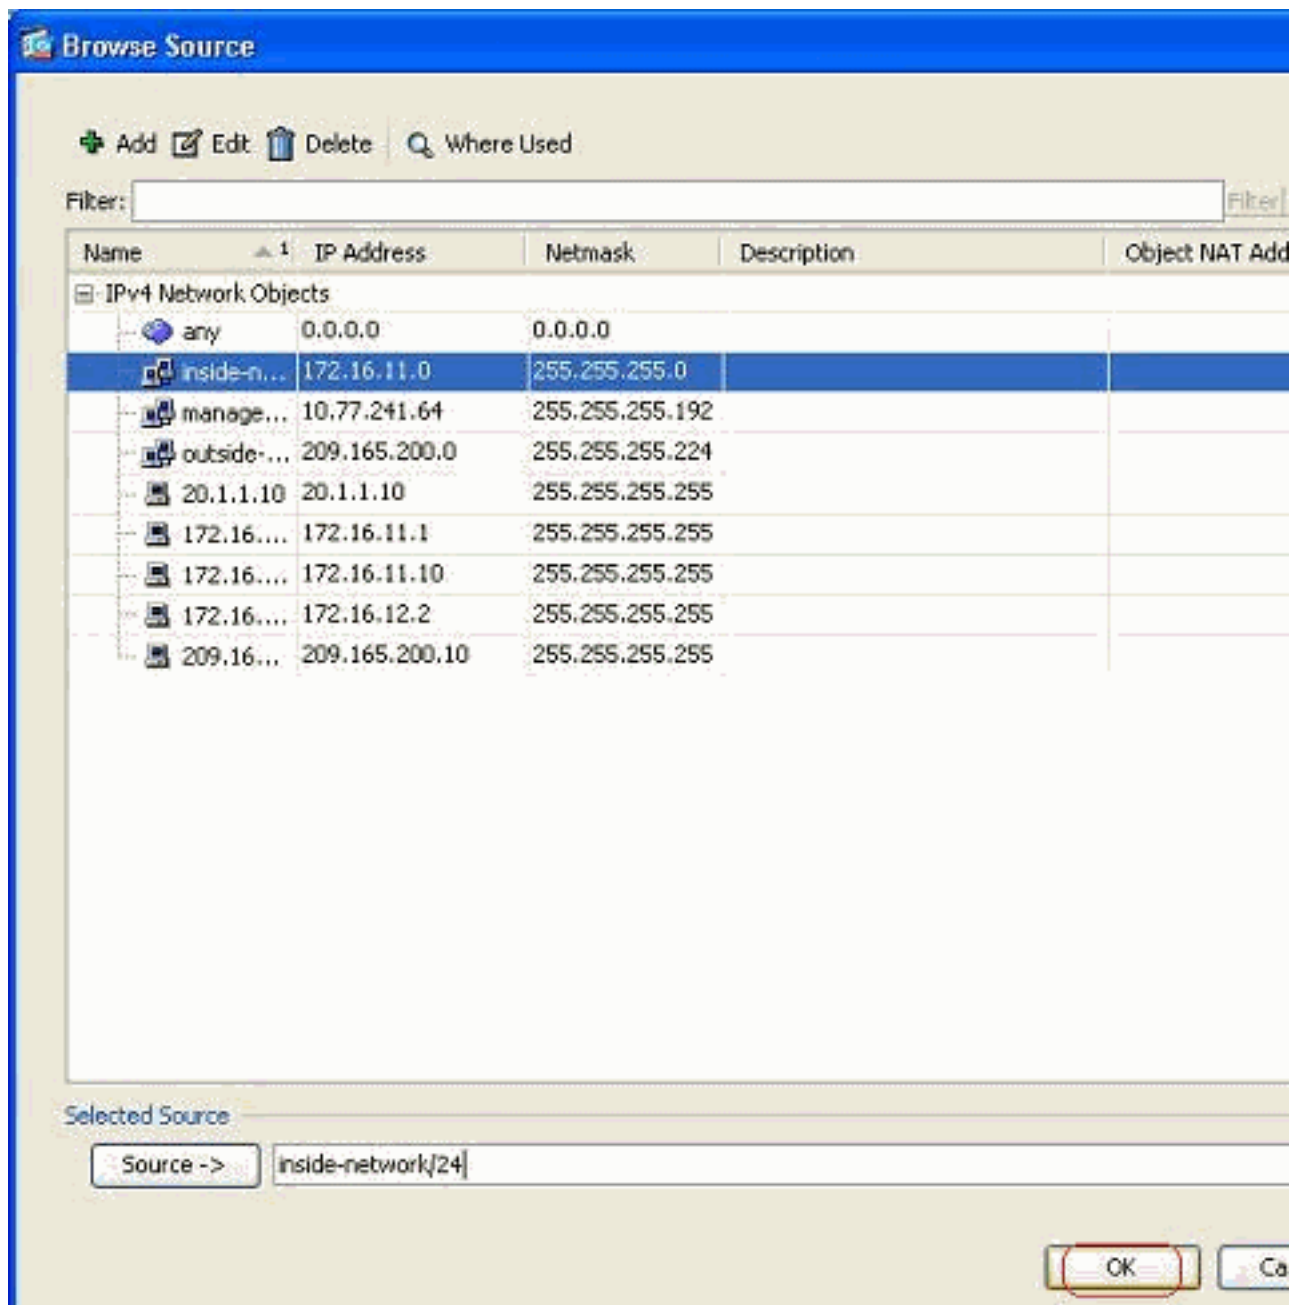 Browse Source
Add Edit Delete Where Used
Filter: Filter
Name 1 IP Address Netmask Description Object NAT Add
IPv4 Network Objects
any 0.0.0.0 0.0.0.0
inside-n... 172.16.11.0 255.255.255.0
manage... 10.77.241.64 255.255.255.192
outside-... 209.165.200.0 255.255.255.224
20.1.1.10 20.1.1.10 255.255.255.255
172.16.... 172.16.11.1 255.255.255.255
172.16.... 172.16.11.10 255.255.255.255
172.16.... 172.16.12.2 255.255.255.255
209.16... 209.165.200.10 255.255.255.255
Selected Source
Source -> inside-network/24
OK Ca